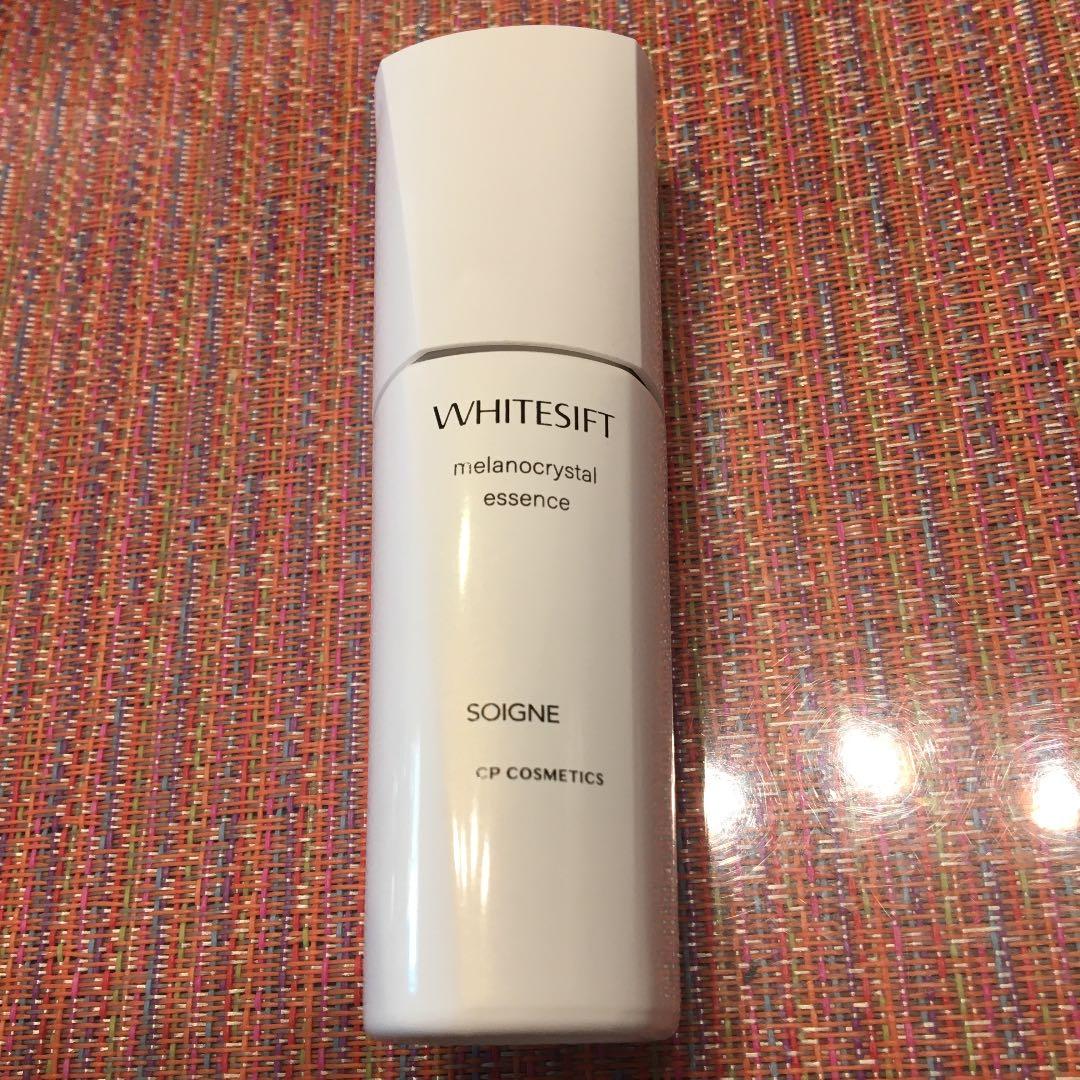 WHITESIFT
melanocrystal
essence
SOIGNE
CP COSMETICS